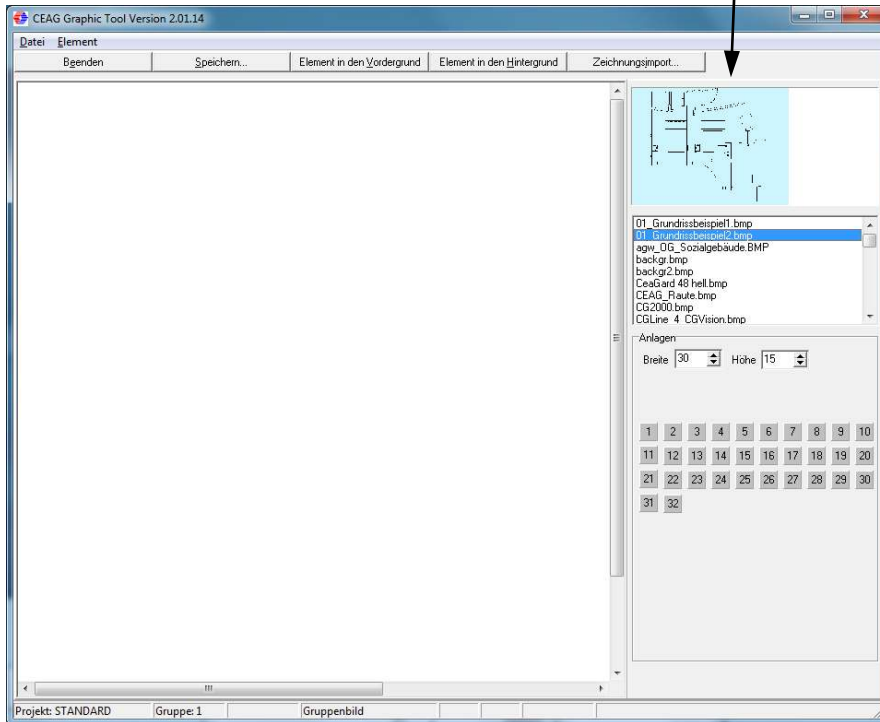 CEAG Graphic Tool Version 2.01.14
Datei Element
Beenden Speichern... Element in den Vordergrund Element in den Hintergrund Zeichnungsimport...
01_Grundrissbeispiel1.bmp
01_Grundrissbeispiel2.bmp
agw_OG_Sozialgebäude.BMP
backgr.bmp
backgr2.bmp
CeaGard 48 hell.bmp
CEAG_Raute.bmp
CG2000.bmp
CGLine_4_CGVision.bmp
Anlagen
Breite 30 Höhe 15
1 2 3 4 5 6 7 8 9 10
11 12 13 14 15 16 17 18 19 20
21 22 23 24 25 26 27 28 29 30
31 32
Projekt: STANDARD Gruppe: 1 Gruppenbild